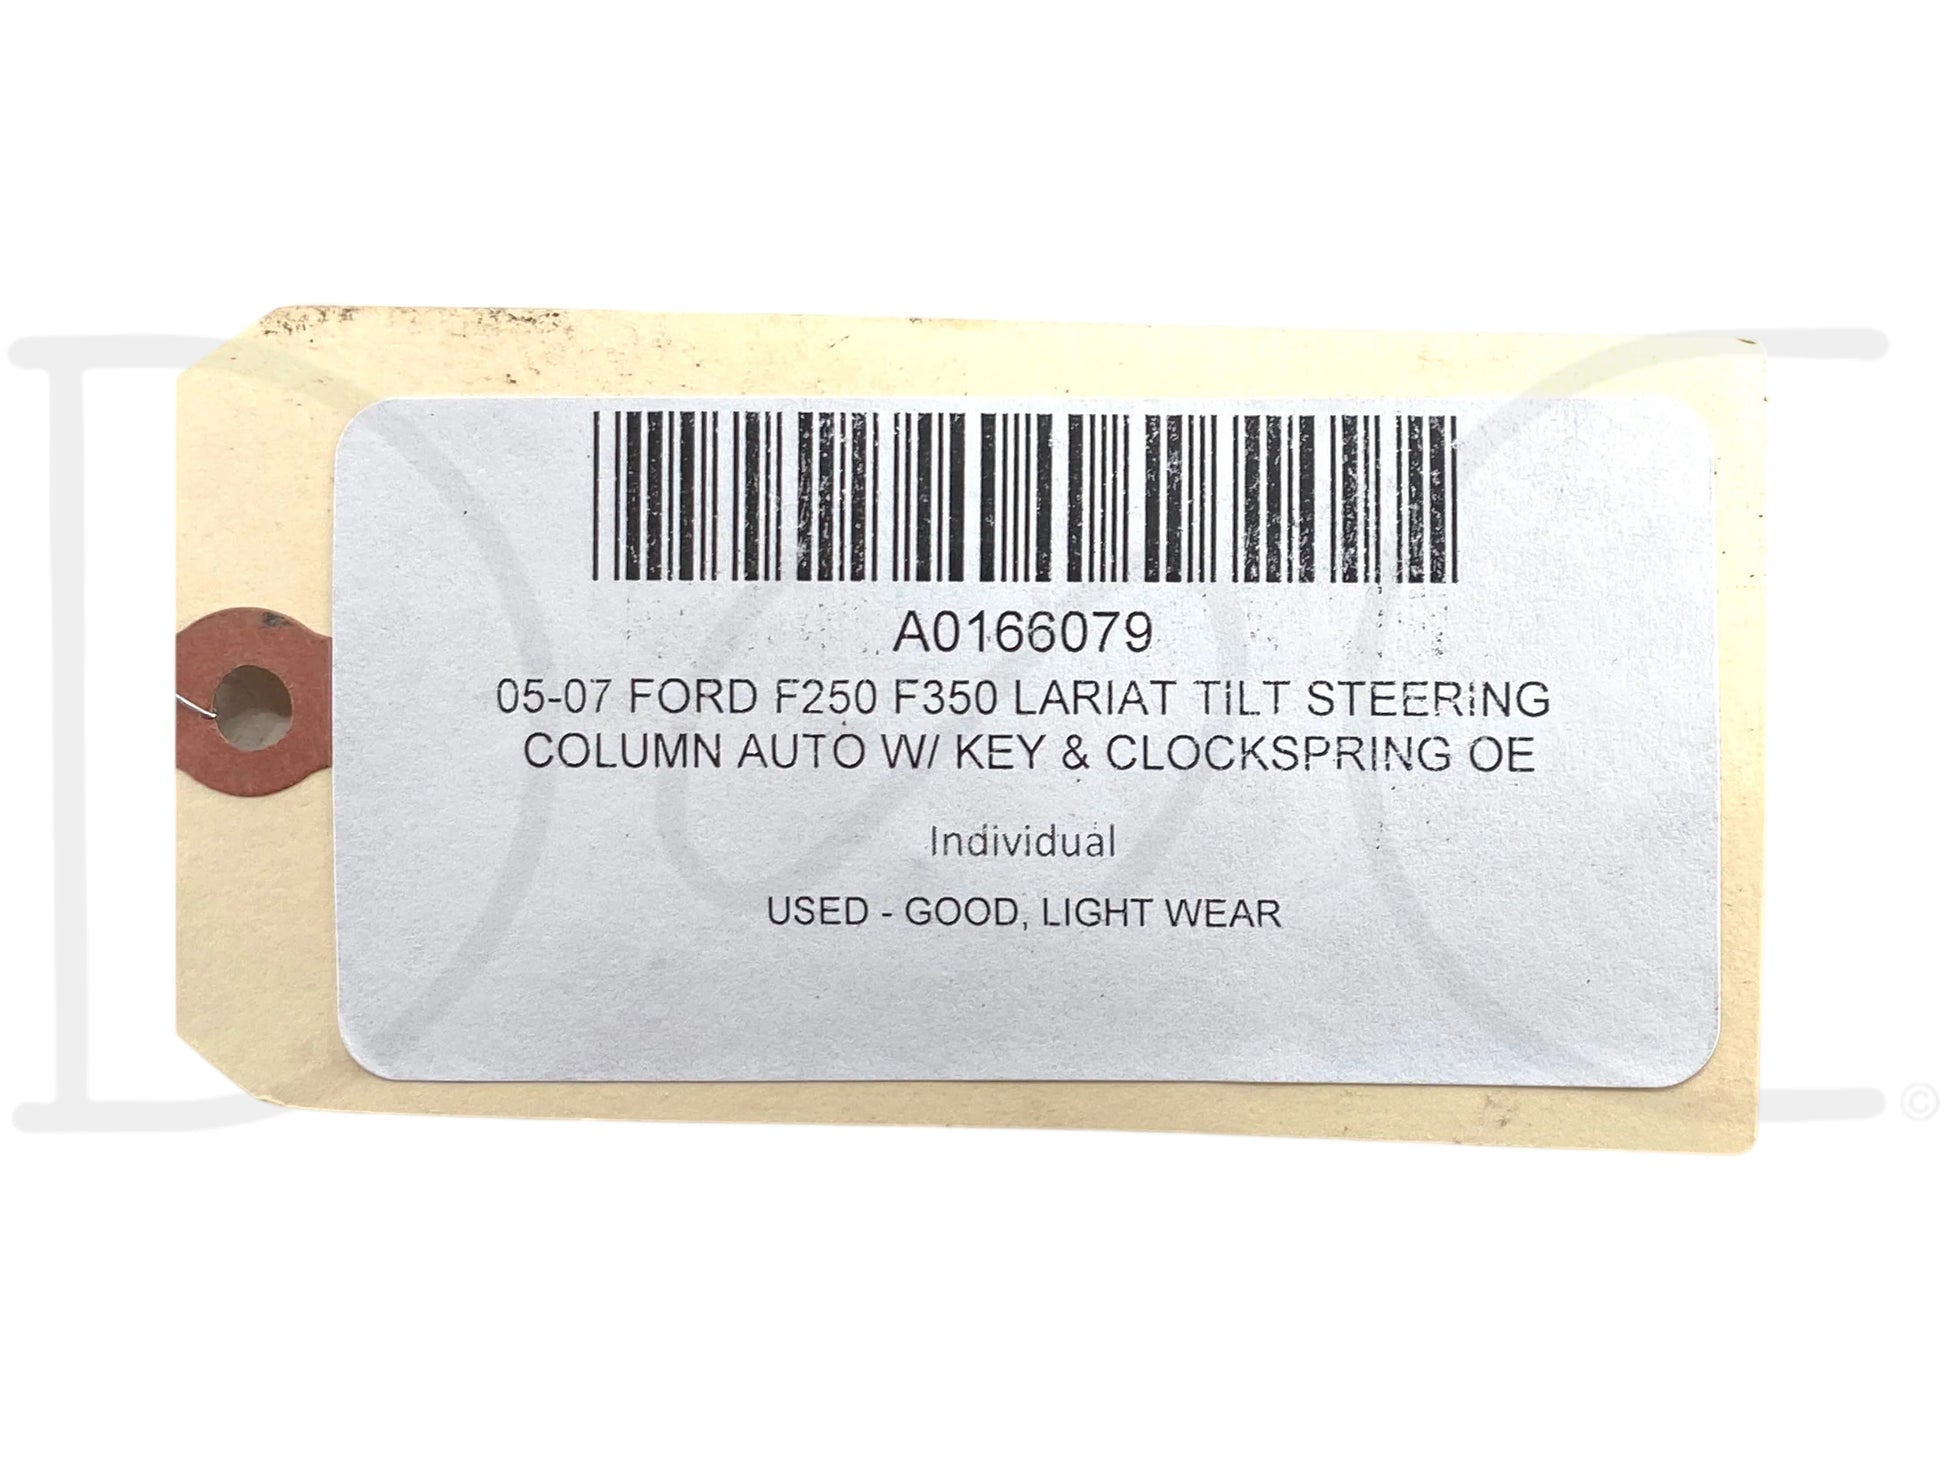 A0166079
05-07 FORD F250 F350 LARIAT TILT STEERING
COLUMN AUTO W/ KEY & CLOCKSPRING OE
Individual
USED - GOOD, LIGHT WEAR
D C ©